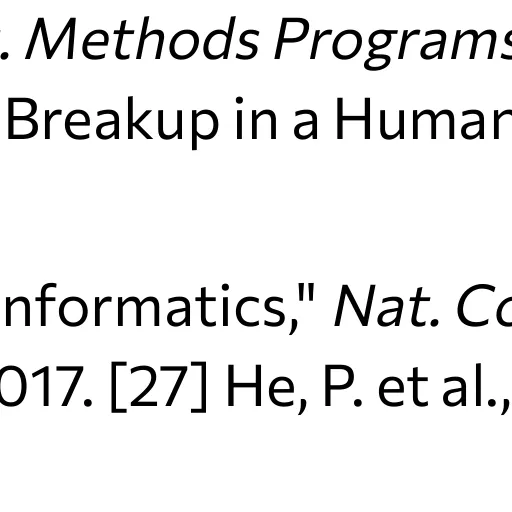 . Methods Programs
Breakup in a Human
nformatics," Nat. Co
017. [27] He, P. et al.,